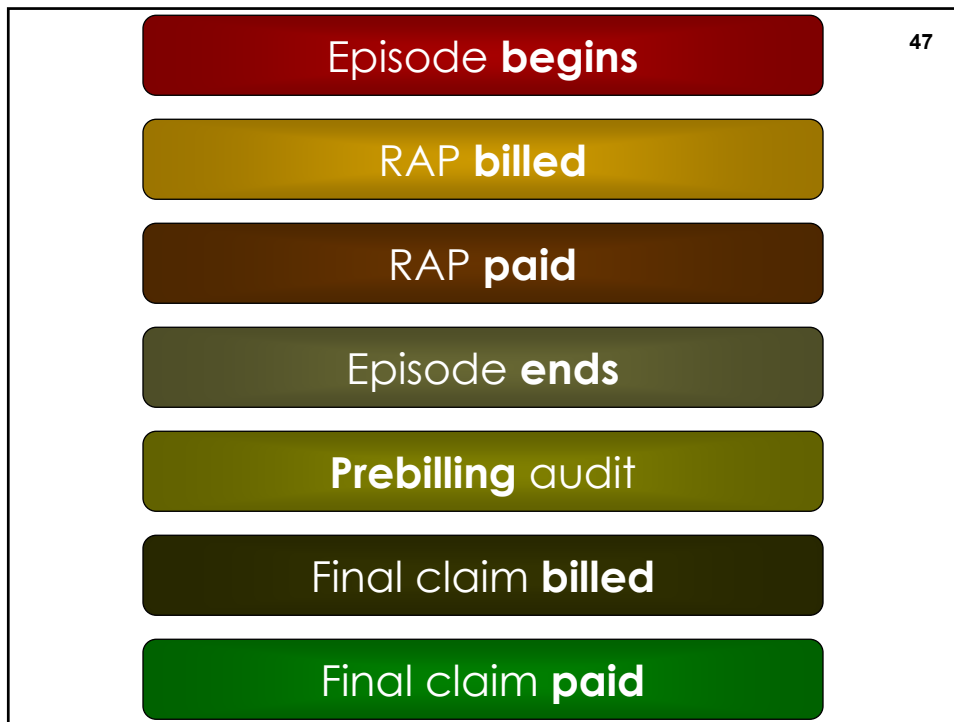 47
Episode begins
RAP billed
RAP paid
Episode ends
Prebilling audit
Final claim billed
Final claim paid